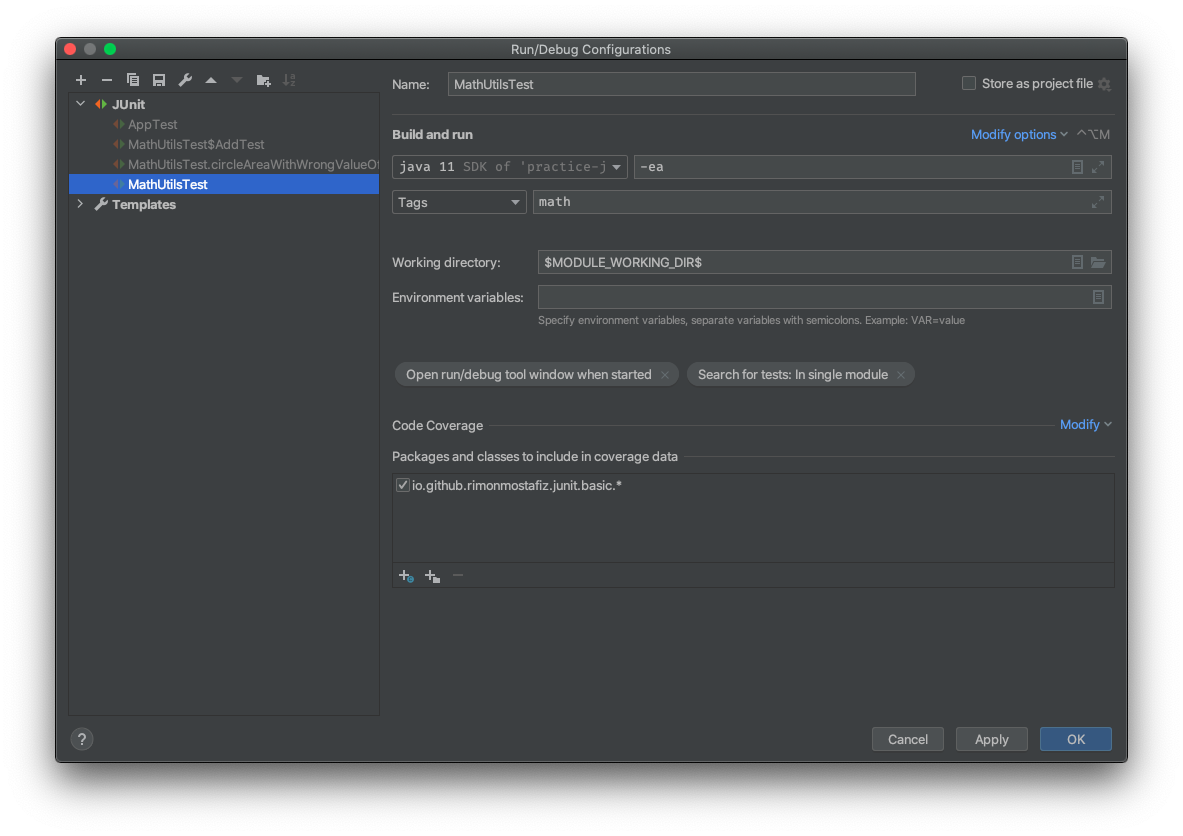 Run/Debug Configurations
JUnit
AppTest
MathUtilsTest$AddTest
MathUtilsTest.circleAreaWithWrongValueOf
MathUtilsTest
Templates
Name: MathUtilsTest Store as project file
Build and run Modify options ^⌥M
java 11 SDK of 'practice-j -ea
Tags math
Working directory: $MODULE_WORKING_DIR$
Environment variables:
Specify environment variables, separate variables with semicolons. Example: VAR=value
Open run/debug tool window when started × Search for tests: In single module ×
Code Coverage Modify
Packages and classes to include in coverage data
io.github.rimonmostafiz.junit.basic.*
? Cancel Apply OK